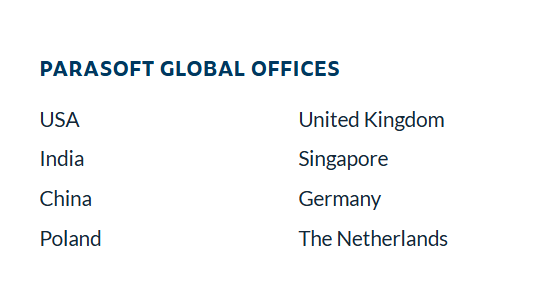 PARASOFT GLOBAL OFFICES
USA
India
China
Poland
United Kingdom
Singapore
Germany
The Netherlands